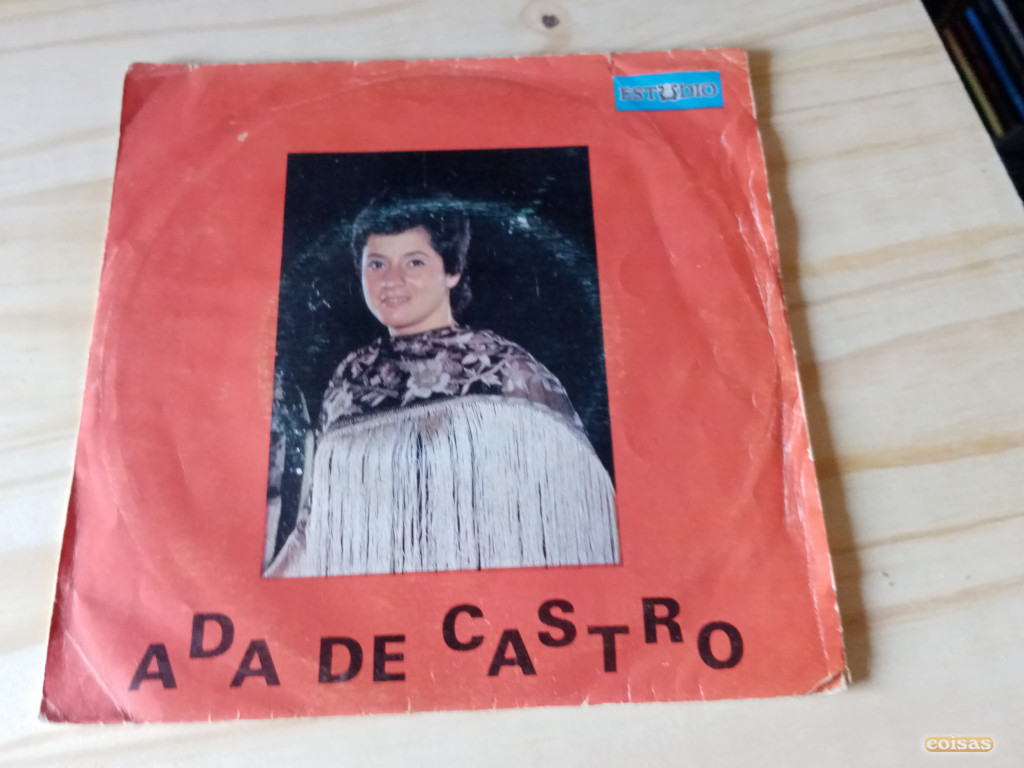 ESTÚDIO
ADA DE CASTRO
coisas